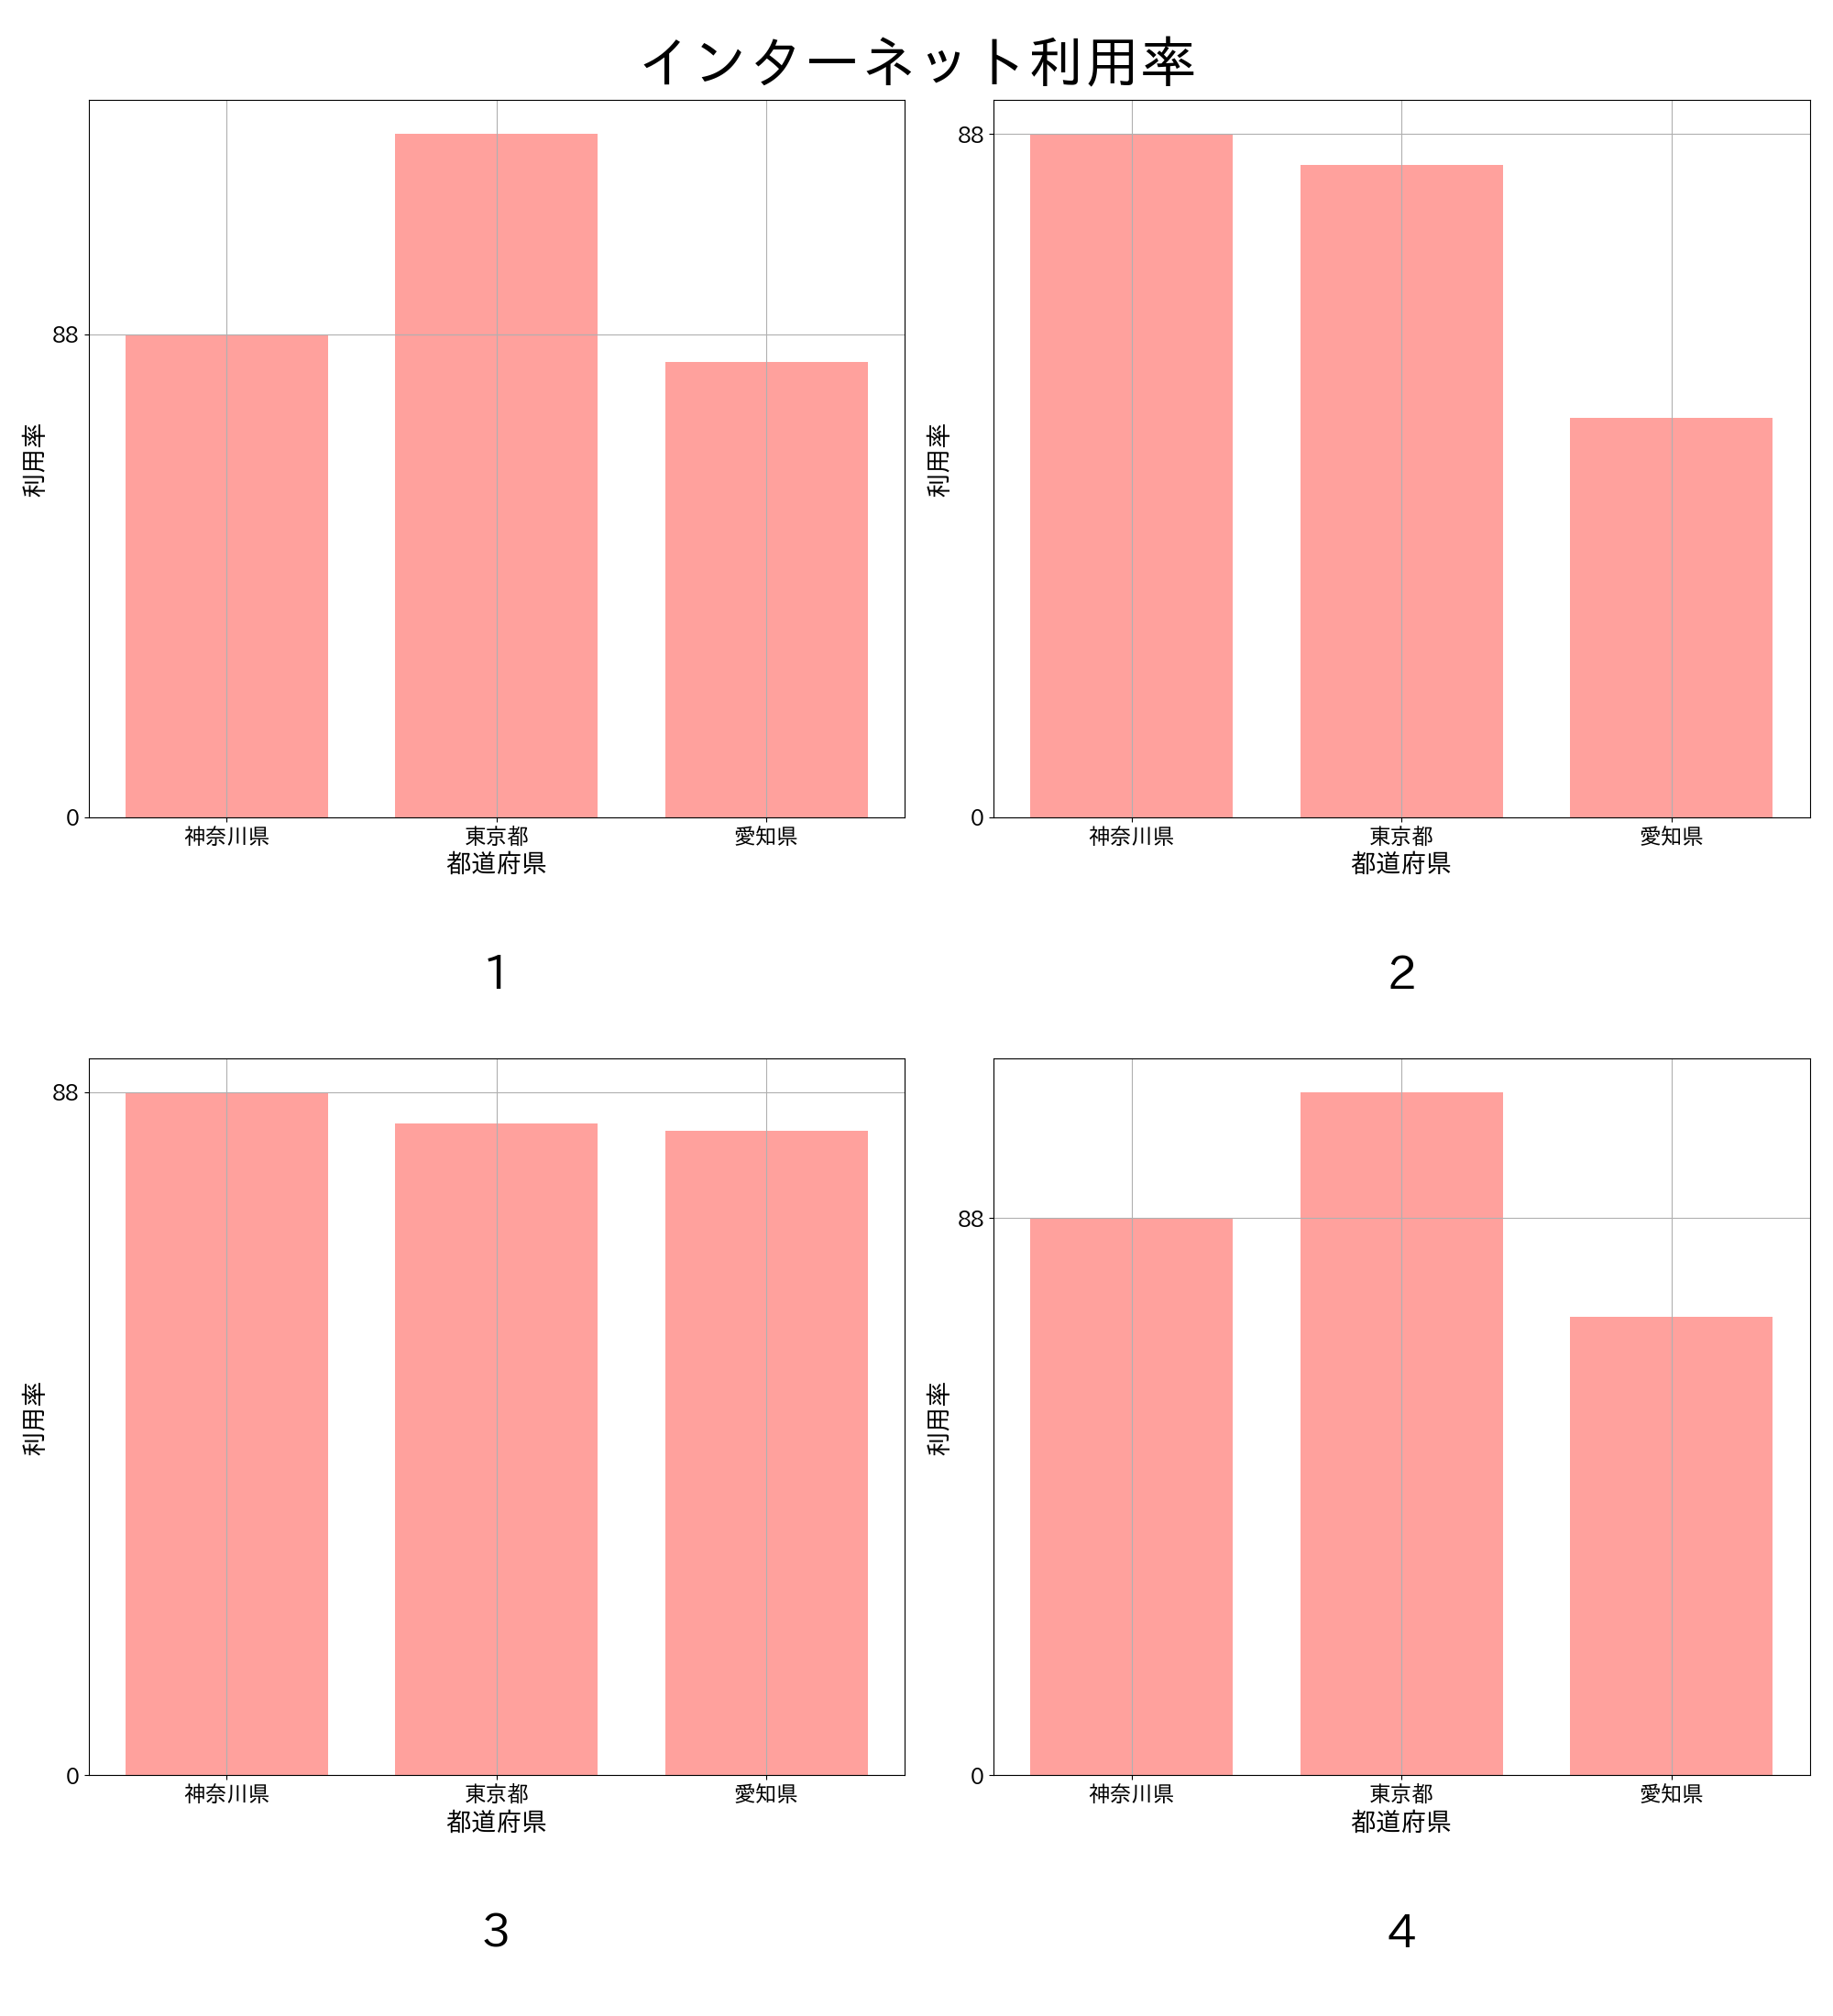 インターネット利用率
88
0
利用率
神奈川県 東京都 愛知県
都道府県
1
88
0
利用率
神奈川県 東京都 愛知県
都道府県
2
88
0
利用率
神奈川県 東京都 愛知県
都道府県
3
88
0
利用率
神奈川県 東京都 愛知県
都道府県
4